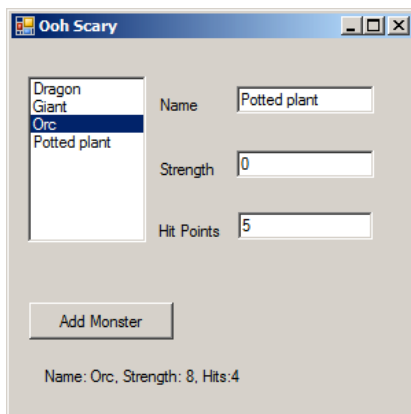 Ooh Scary
Dragon
Giant
Orc
Potted plant
Name
Potted plant
Strength
0
Hit Points
5
Add Monster
Name: Orc, Strength: 8, Hits:4